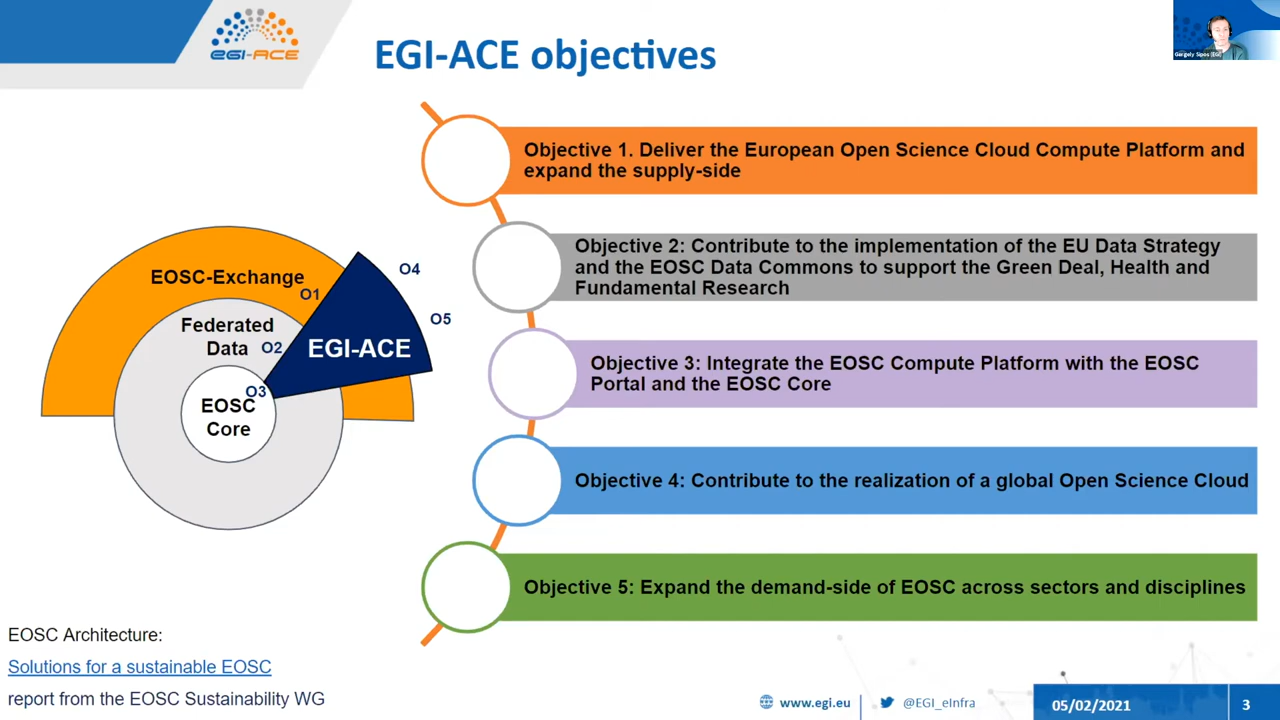 EGI-ACE
EGI-ACE objectives
Gergely Sipos (EGI)
EOSC-Exchange
O1
O4
O5
Federated
Data
O2
EGI-ACE
O3
EOSC
Core
Objective 1. Deliver the European Open Science Cloud Compute Platform and
expand the supply-side
Objective 2: Contribute to the implementation of the EU Data Strategy
and the EOSC Data Commons to support the Green Deal, Health and
Fundamental Research
Objective 3: Integrate the EOSC Compute Platform with the EOSC
Portal and the EOSC Core
Objective 4: Contribute to the realization of a global Open Science Cloud
Objective 5: Expand the demand-side of EOSC across sectors and disciplines
EOSC Architecture:
Solutions for a sustainable EOSC
report from the EOSC Sustainability WG
www.egi.eu
@EGI_eInfra
05/02/2021
3